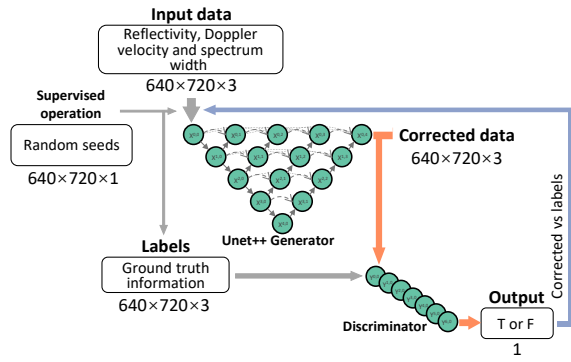 Input data
Reflectivity, Doppler
velocity and spectrum
width
640×720×3
Supervised
operation
Random seeds
640×720×1
Corrected data
640×720×3
Unet++ Generator
Labels
Ground truth
information
640×720×3
Discriminator
Output
T or F
1
Corrected vs labels